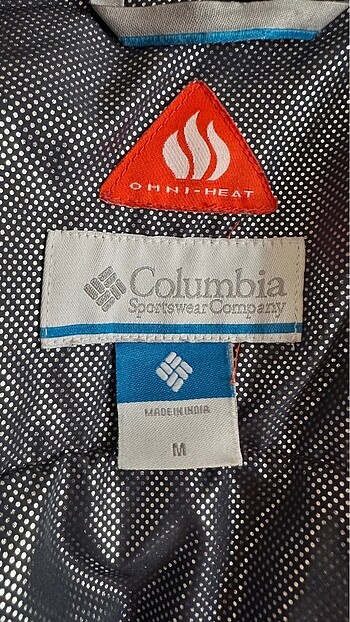 OMNI-HEAT
Columbia
Sportswear Company
MADE IN INDIA
M